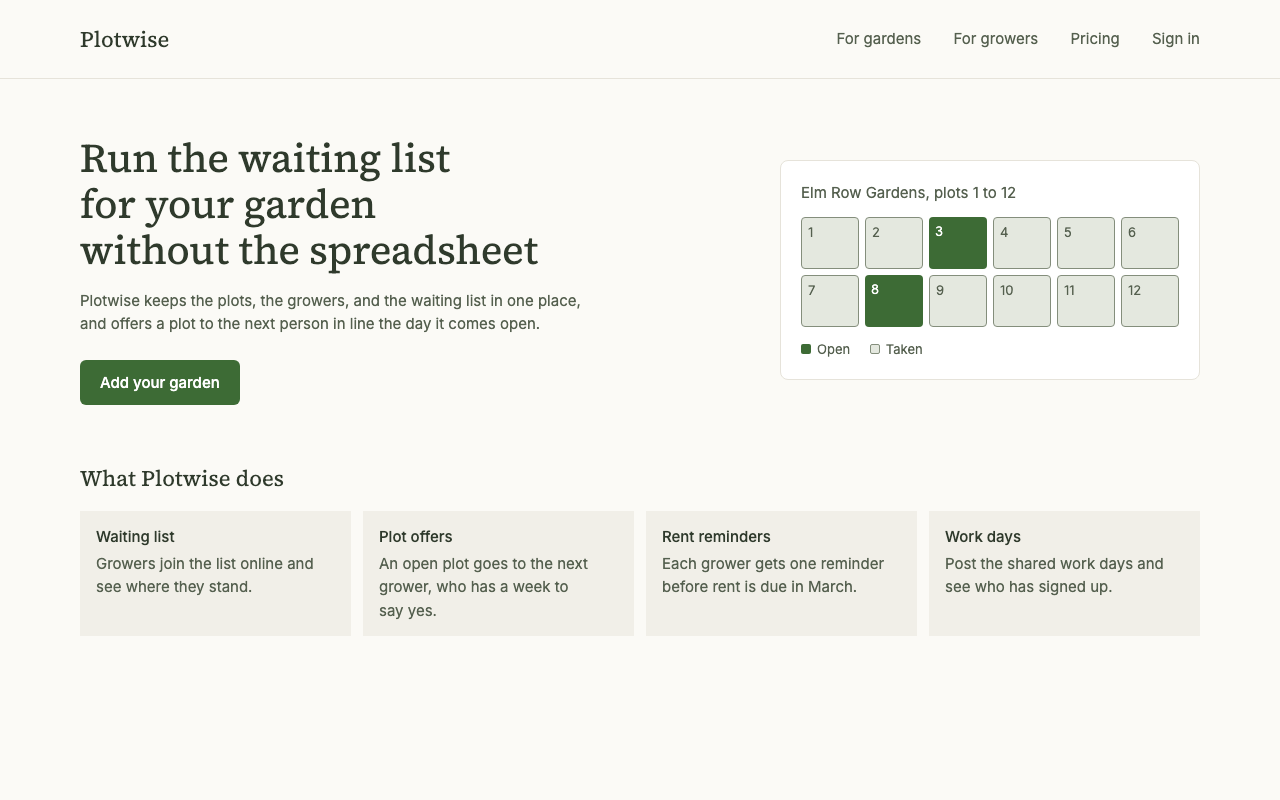 Plotwise
For gardens
For growers
Pricing
Sign in
Run the waiting list
for your garden
without the spreadsheet
Plotwise keeps the plots, the growers, and the waiting list in one place,
and offers a plot to the next person in line the day it comes open.
Add your garden
Elm Row Gardens, plots 1 to 12
1 2 3 4 5 6
7 8 9 10 11 12
Open
Taken
What Plotwise does
Waiting list
Growers join the list online and
see where they stand.
Plot offers
An open plot goes to the next
grower, who has a week to
say yes.
Rent reminders
Each grower gets one reminder
before rent is due in March.
Work days
Post the shared work days and
see who has signed up.